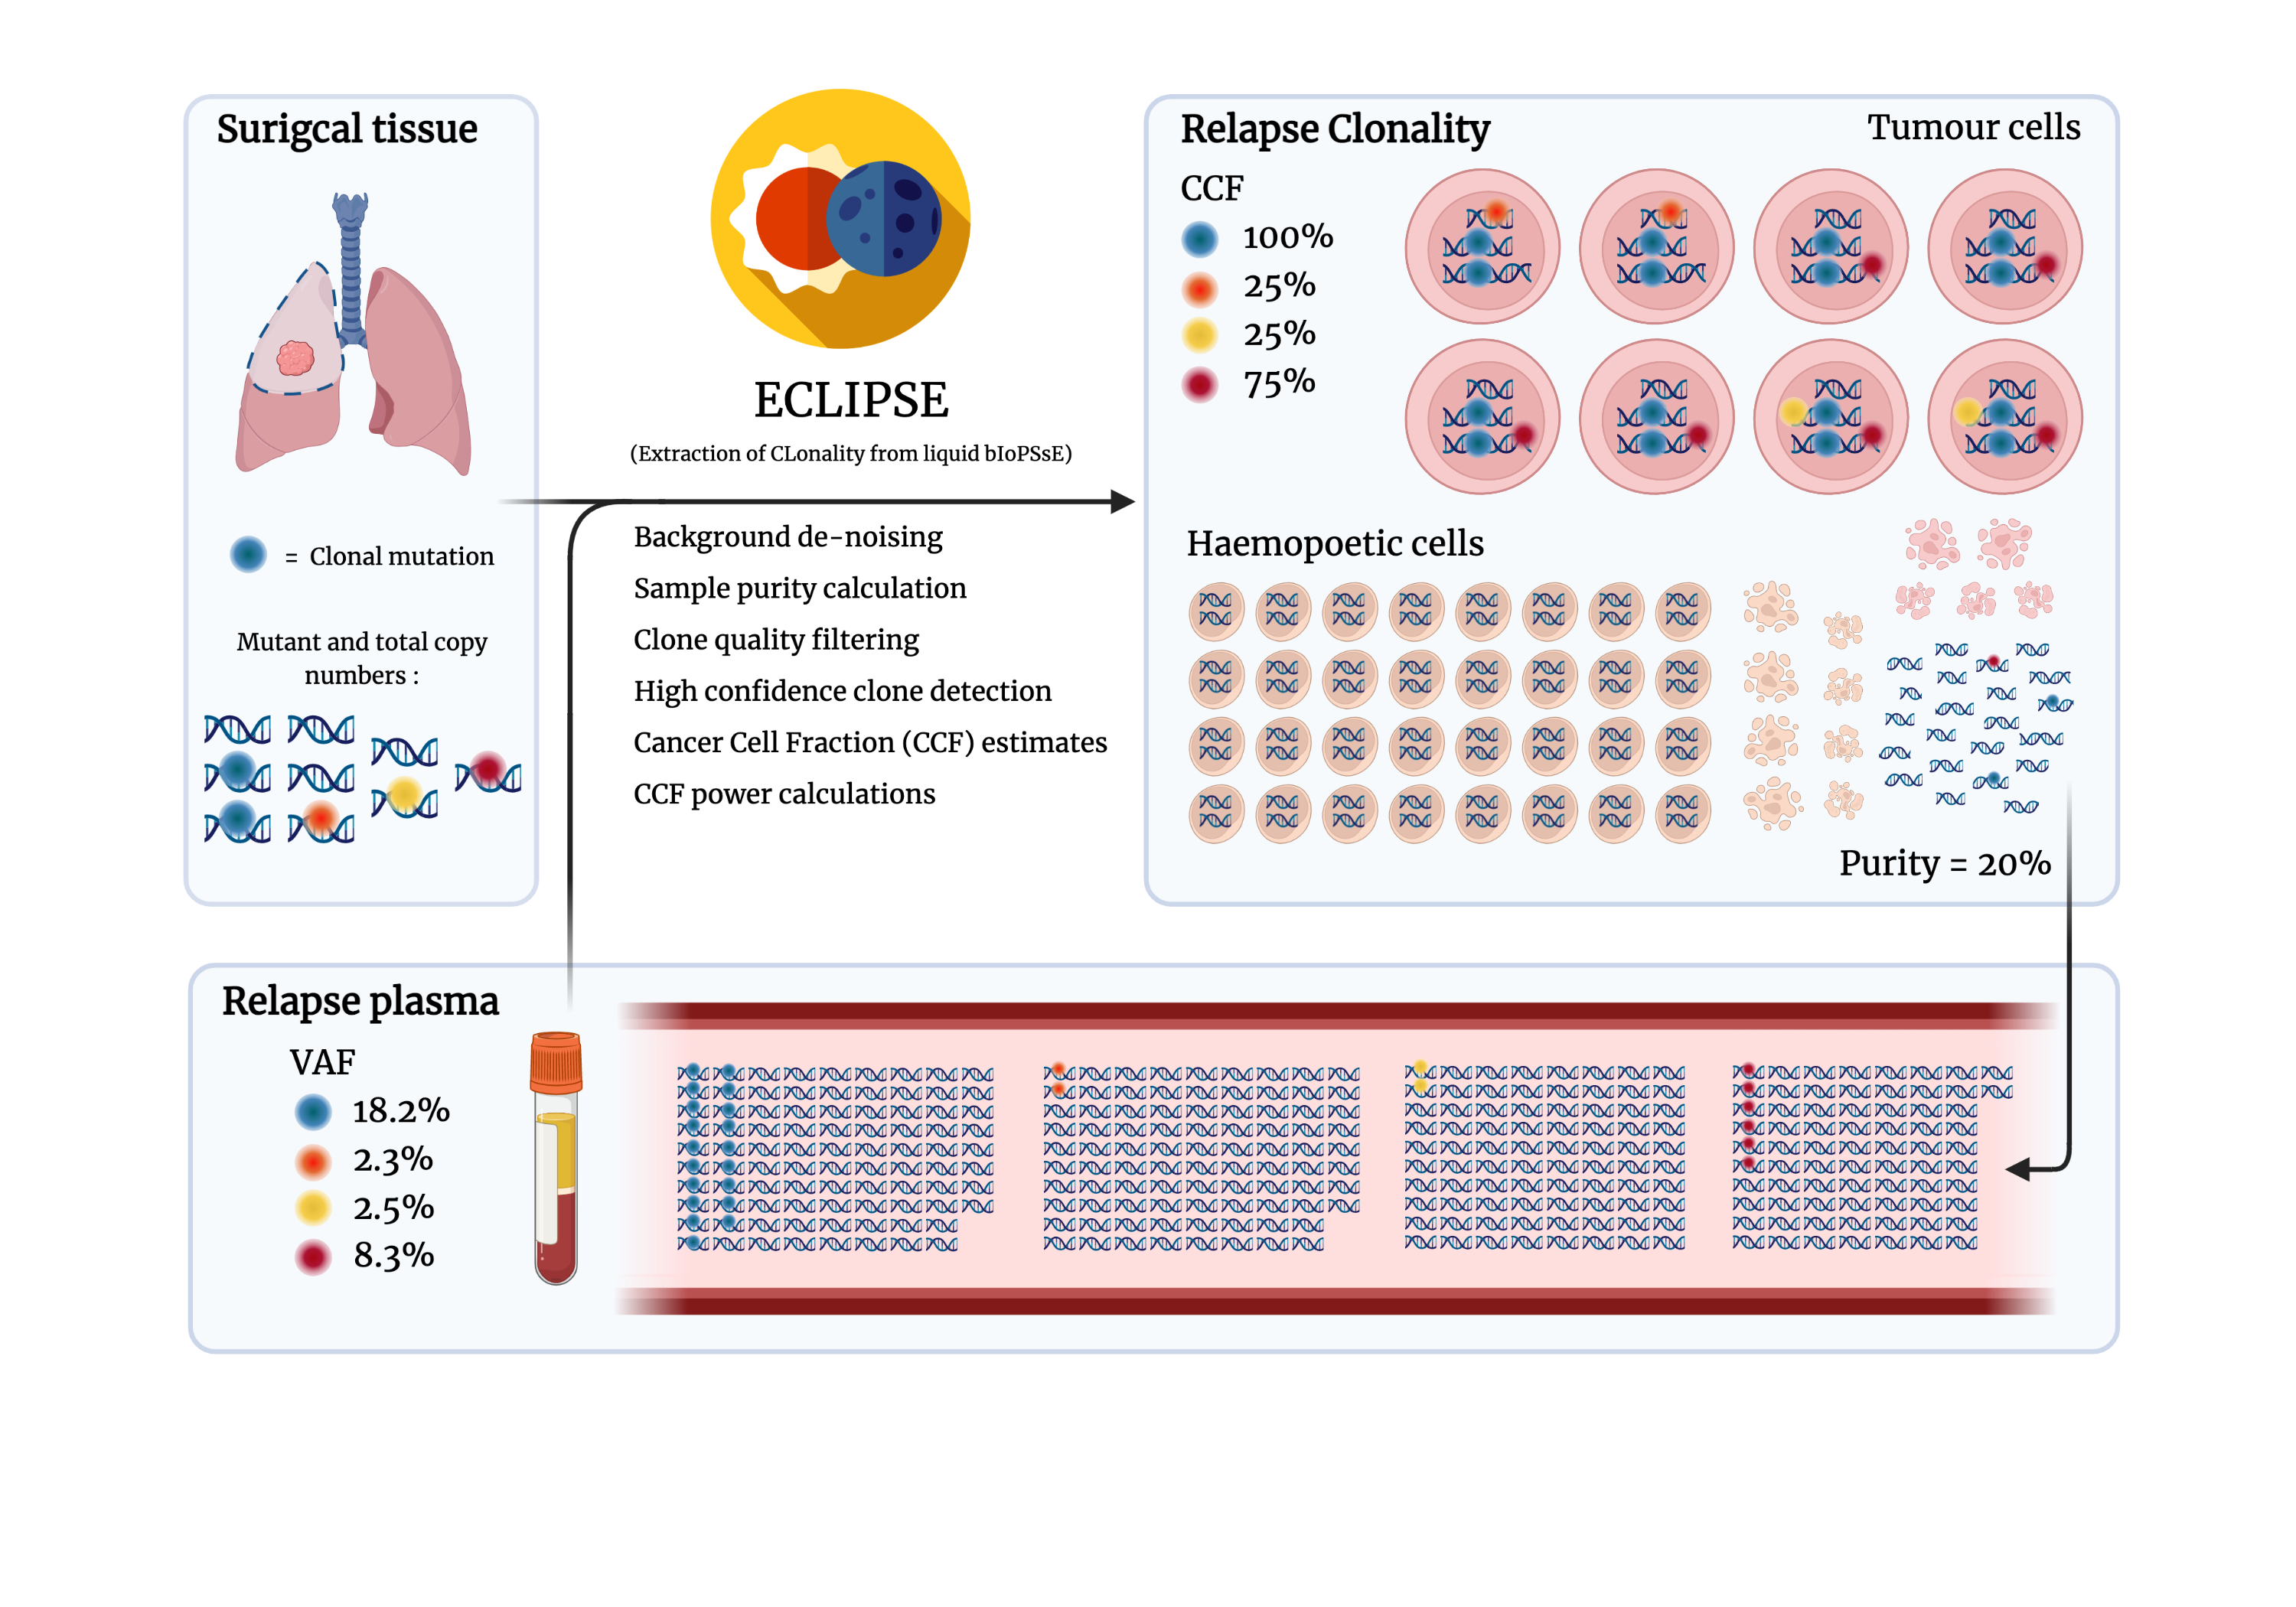 Surigcal tissue
= Clonal mutation
Mutant and total copy
numbers :
ECLIPSE
(Extraction of CLonality from liquid bIoPSsE)
Background de-noising
Sample purity calculation
Clone quality filtering
High confidence clone detection
Cancer Cell Fraction (CCF) estimates
CCF power calculations
Relapse Clonality
Tumour cells
CCF
100%
25%
25%
75%
Haemopoetic cells
Purity = 20%
Relapse plasma
VAF
18.2%
2.3%
2.5%
8.3%